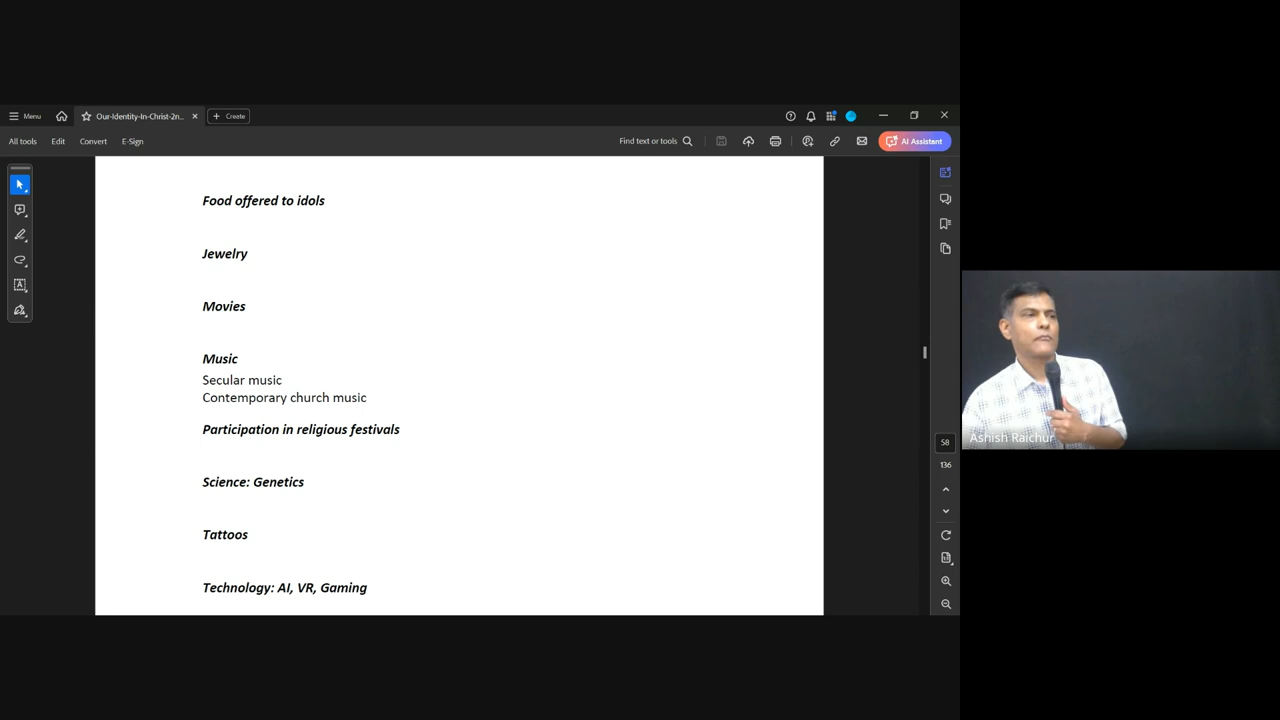 Menu
Our-Identity-In-Christ-2n...
Create
All tools
Edit
Convert
E-Sign
Find text or tools
AI Assistant
Food offered to idols
Jewelry
Movies
Music
Secular music
Contemporary church music
Participation in religious festivals
Science: Genetics
Tattoos
Technology: AI, VR, Gaming
58
136
Ashish Raichur